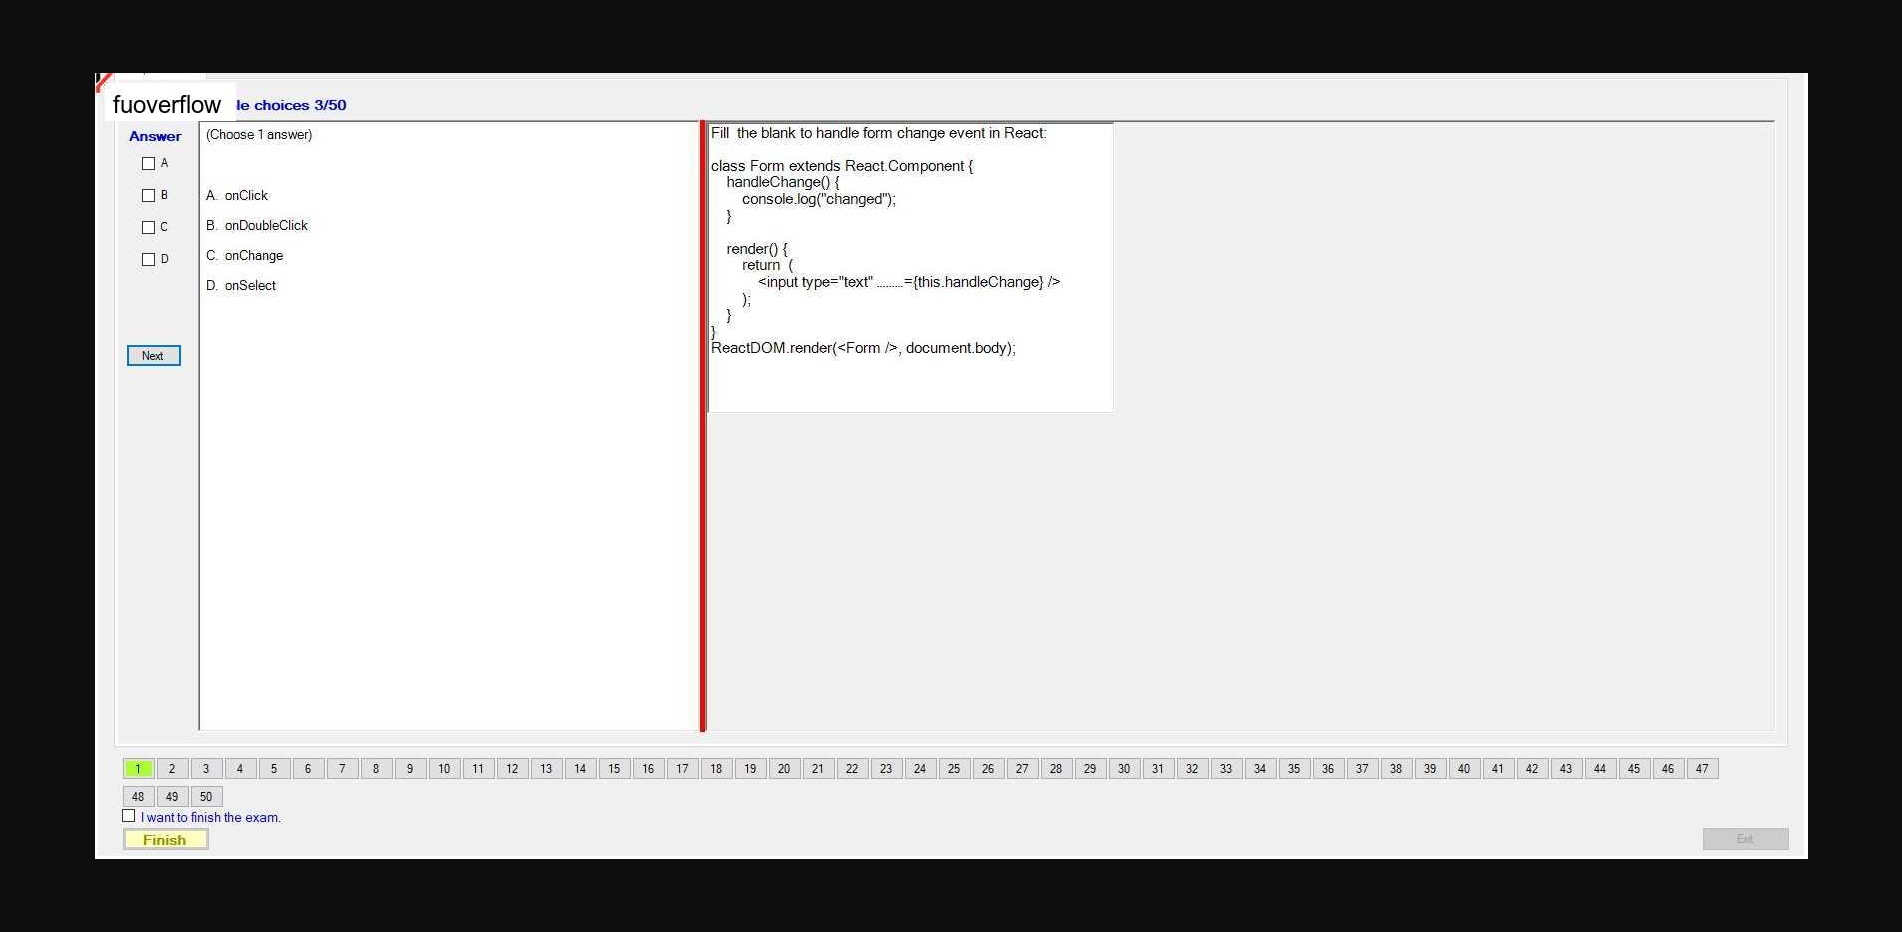 fuoverflow
le choices 3/50
Answer
A
B
C
D
Next
(Choose 1 answer)
A. onClick
B. onDoubleClick
C. onChange
D. onSelect
Fill the blank to handle form change event in React:
class Form extends React.Component {
handleChange() {
console.log("changed");
}
render() {
return (
<input type="text" .........={this.handleChange} />
);
}
}
ReactDOM.render(<Form />, document.body);
1 2 3 4 5 6 7 8 9 10 11 12 13 14 15 16 17 18 19 20 21 22 23 24 25 26 27 28 29 30 31 32 33 34 35 36 37 38 39 40 41 42 43 44 45 46 47
48 49 50
I want to finish the exam.
Finish
Exit